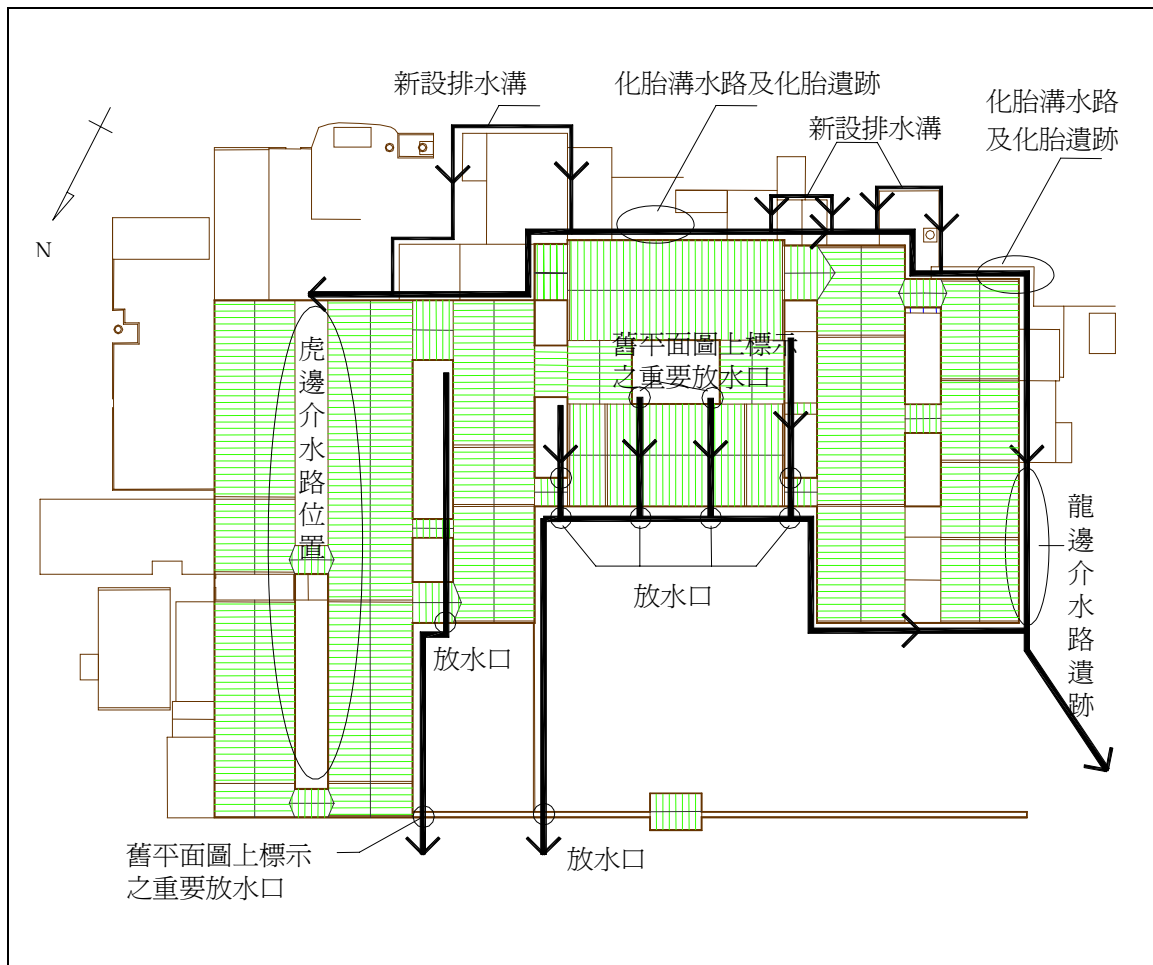 新設排水溝
化胎溝水路及化胎遺跡
新設排水溝
化胎溝水路
及化胎遺跡
N
舊平面圖上標示
之重要放水口
虎邊介水路位置
龍邊介水路遺跡
放水口
放水口
舊平面圖上標示
之重要放水口
放水口